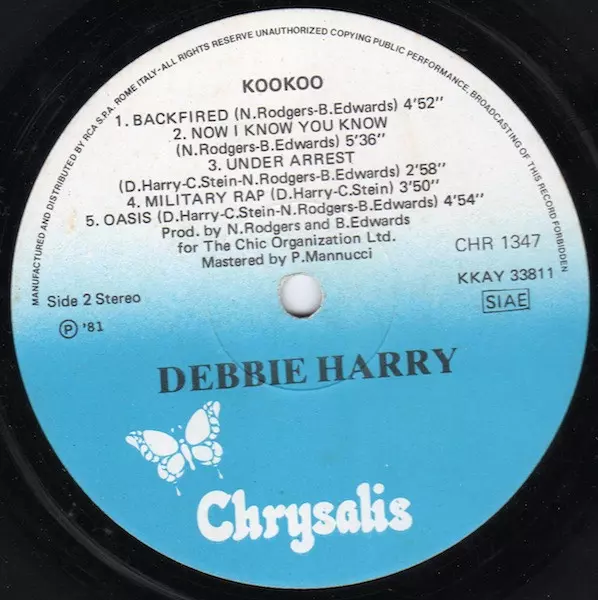 MANUFACTURED AND DISTRIBUTED BY RCA S.P.A. ROME ITALY-ALL RIGHTS RESERVE UNAUTHORIZED COPYING PUBLIC PERFORMANCE, BROADCASTING OF THIS RECORD FORBIDDEN
KOOKOO
1. BACKFIRED (N.Rodgers-B.Edwards) 4'52"
2. NOW I KNOW YOU KNOW
(N.Rodgers-B.Edwards) 5'36"
3. UNDER ARREST
(D.Harry-C.Stein-N.Rodgers-B.Edwards) 2'58"
4. MILITARY RAP (D.Harry-C.Stein) 3'50"
5. OASIS (D.Harry-C.Stein-N.Rodgers-B.Edwards) 4'54"
Prod. by N.Rodgers and B.Edwards
for The Chic Organization Ltd.
Mastered by P.Mannucci
CHR 1347
KKAY 33811
Side 2 Stereo
SIAE
Ⓟ '81
DEBBIE HARRY
Chrysalis